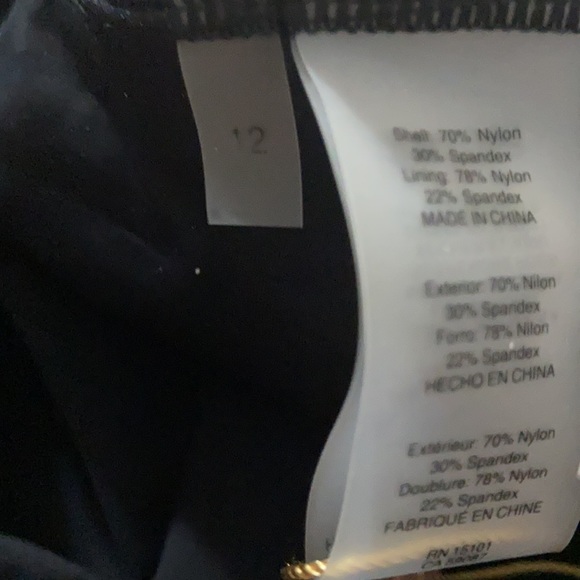 12
Shell: 70% Nylon
30% Spandex
Lining: 78% Nylon
22% Spandex
MADE IN CHINA
Exterior: 70% Nilon
30% Spandex
Forro: 78% Nilon
22% Spandex
HECHO EN CHINA
Extérieur: 70% Nylon
30% Spandex
Doublure: 78% Nylon
22% Spandex
FABRIQUÉ EN CHINE
RN 15101
CA